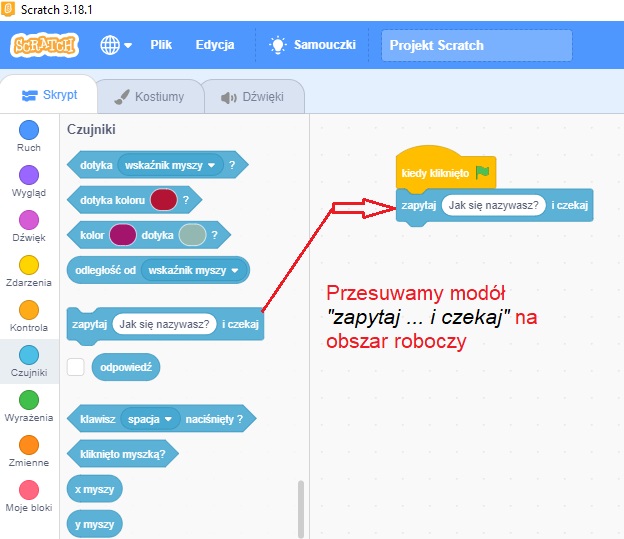 Scratch 3.18.1
SCRATCH Plik Edycja Samouczki Projekt Scratch
Skrypt Kostiumy Dźwięki
Ruch
Wygląd
Dźwięk
Zdarzenia
Kontrola
Czujniki
Wyrażenia
Zmienne
Moje bloki
Czujniki
dotyka wskaźnik myszy ?
dotyka koloru ?
kolor dotyka ?
odległość od wskaźnik myszy
zapytaj Jak się nazywasz? i czekaj
odpowiedź
klawisz spacja naciśnięty ?
kliknięto myszką?
x myszy
y myszy
kiedy kliknięto
zapytaj Jak się nazywasz? i czekaj
Przesuwamy modół
"zapytaj ... i czekaj" na
obszar roboczy